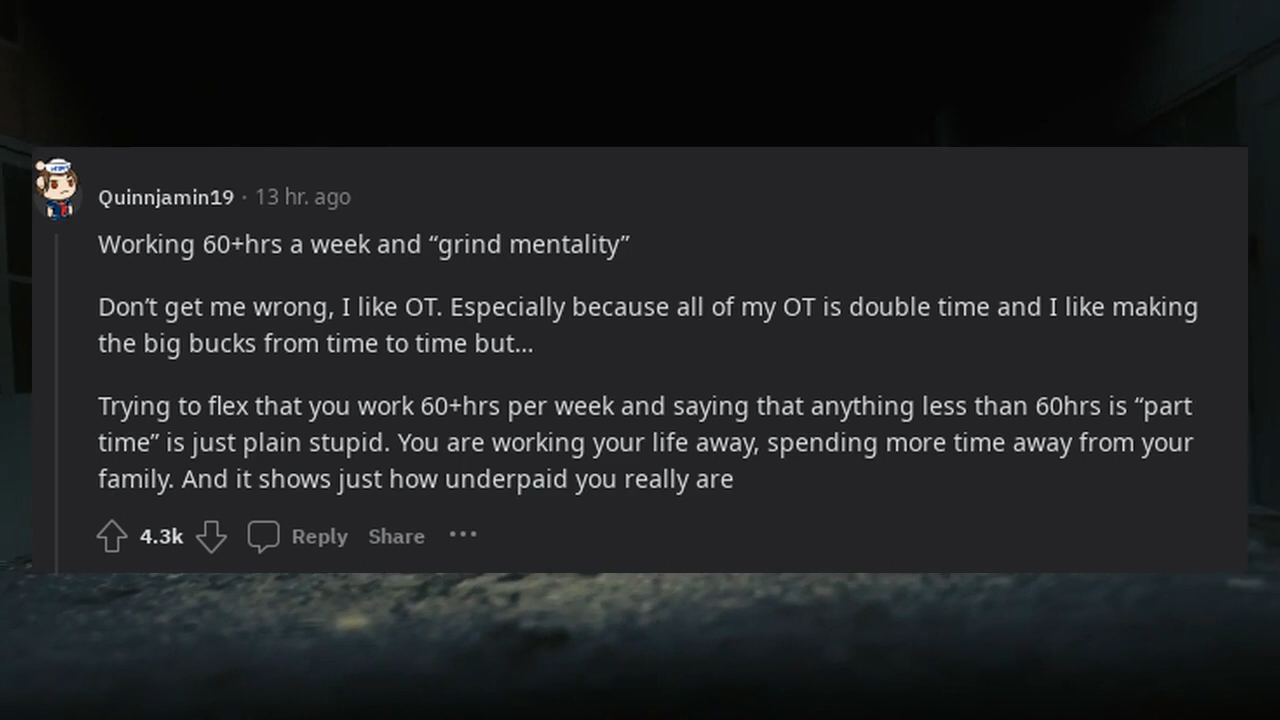 Quinnjamin19 · 13 hr. ago
Working 60+hrs a week and “grind mentality”
Don’t get me wrong, I like OT. Especially because all of my OT is double time and I like making
the big bucks from time to time but...
Trying to flex that you work 60+hrs per week and saying that anything less than 60hrs is “part
time” is just plain stupid. You are working your life away, spending more time away from your
family. And it shows just how underpaid you really are
4.3k Reply Share ...